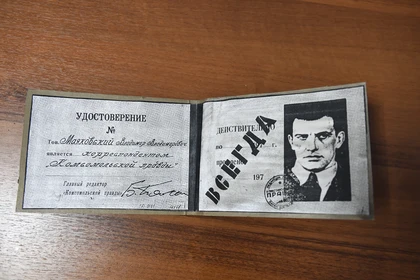 УДОСТОВЕРЕНИЕ
№
Тов. Маяковский Владимир Владимирович
является корреспондентом
"Комсомольской правды"
Главный редактор
«Комсомольской правды»
ДЕЙСТВИТЕЛЬНО
по г.
197
ВСЕГДА